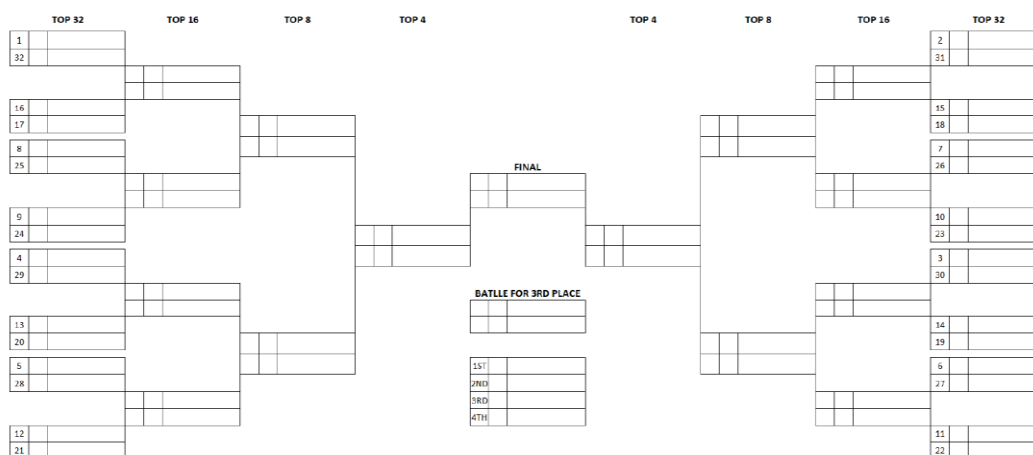 TOP 32 TOP 16 TOP 8 TOP 4 TOP 4 TOP 8 TOP 16 TOP 32
1 2
32 31
16 15
17 18
8 7
25 26
FINAL
9 10
24 23
4 3
29 30
BATLLE FOR 3RD PLACE
13 14
20 19
5 6
1ST
28 27
2ND
3RD
4TH
12 11
21 22